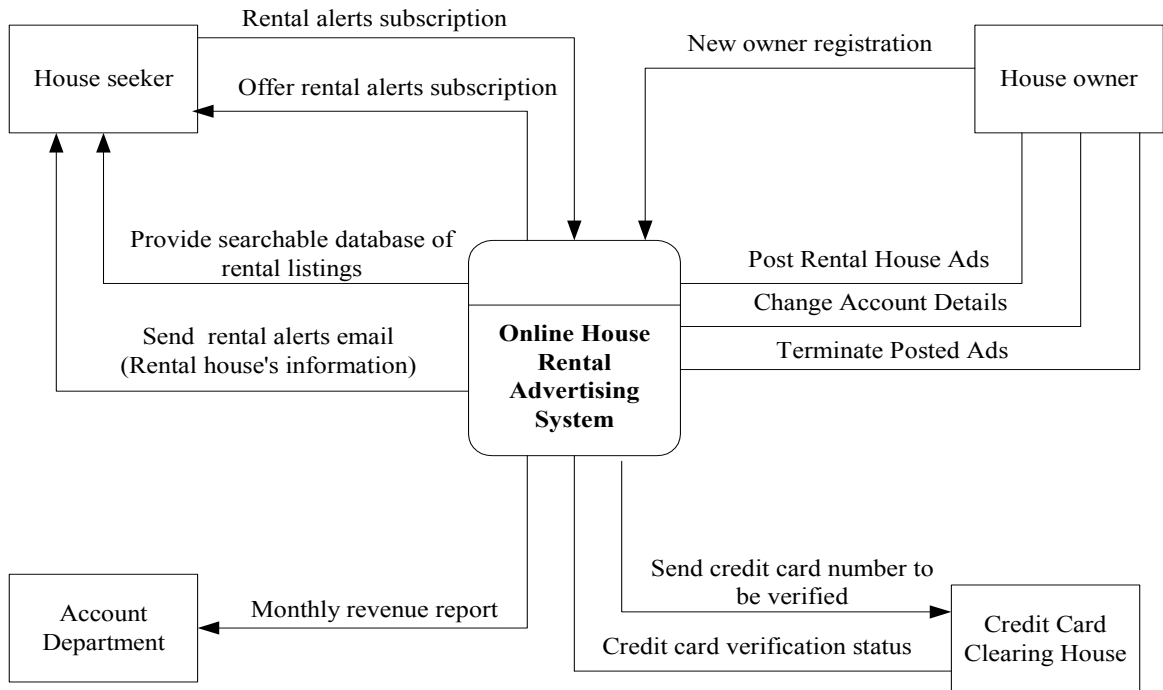 Rental alerts subscription
House seeker
Offer rental alerts subscription
New owner registration
House owner
Provide searchable database of
rental listings
Send  rental alerts email
(Rental house's information)
Post Rental House Ads
Change Account Details
Terminate Posted Ads
Online House
Rental
Advertising
System
Account
Department
Monthly revenue report
Send credit card number to
be verified
Credit card verification status
Credit Card
Clearing House